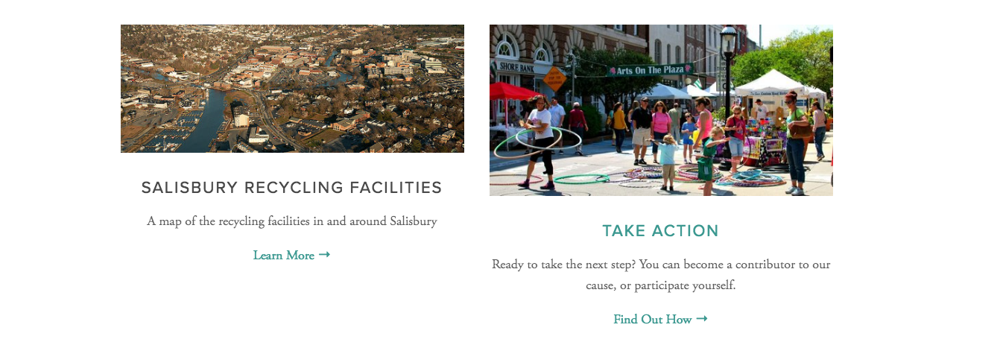 SHORE BANK
Arts On The Plaza
SALISBURY RECYCLING FACILITIES
A map of the recycling facilities in and around Salisbury
Learn More →
TAKE ACTION
Ready to take the next step? You can become a contributor to our
cause, or participate yourself.
Find Out How →